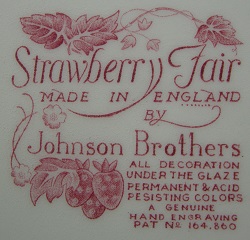 Strawberry Fair
MADE IN ENGLAND
BY
Johnson Brothers
ALL DECORATION
UNDER THE GLAZE
PERMANENT & ACID
RESISTING COLORS
A GENUINE
HAND ENGRAVING
PAT NO 164.860